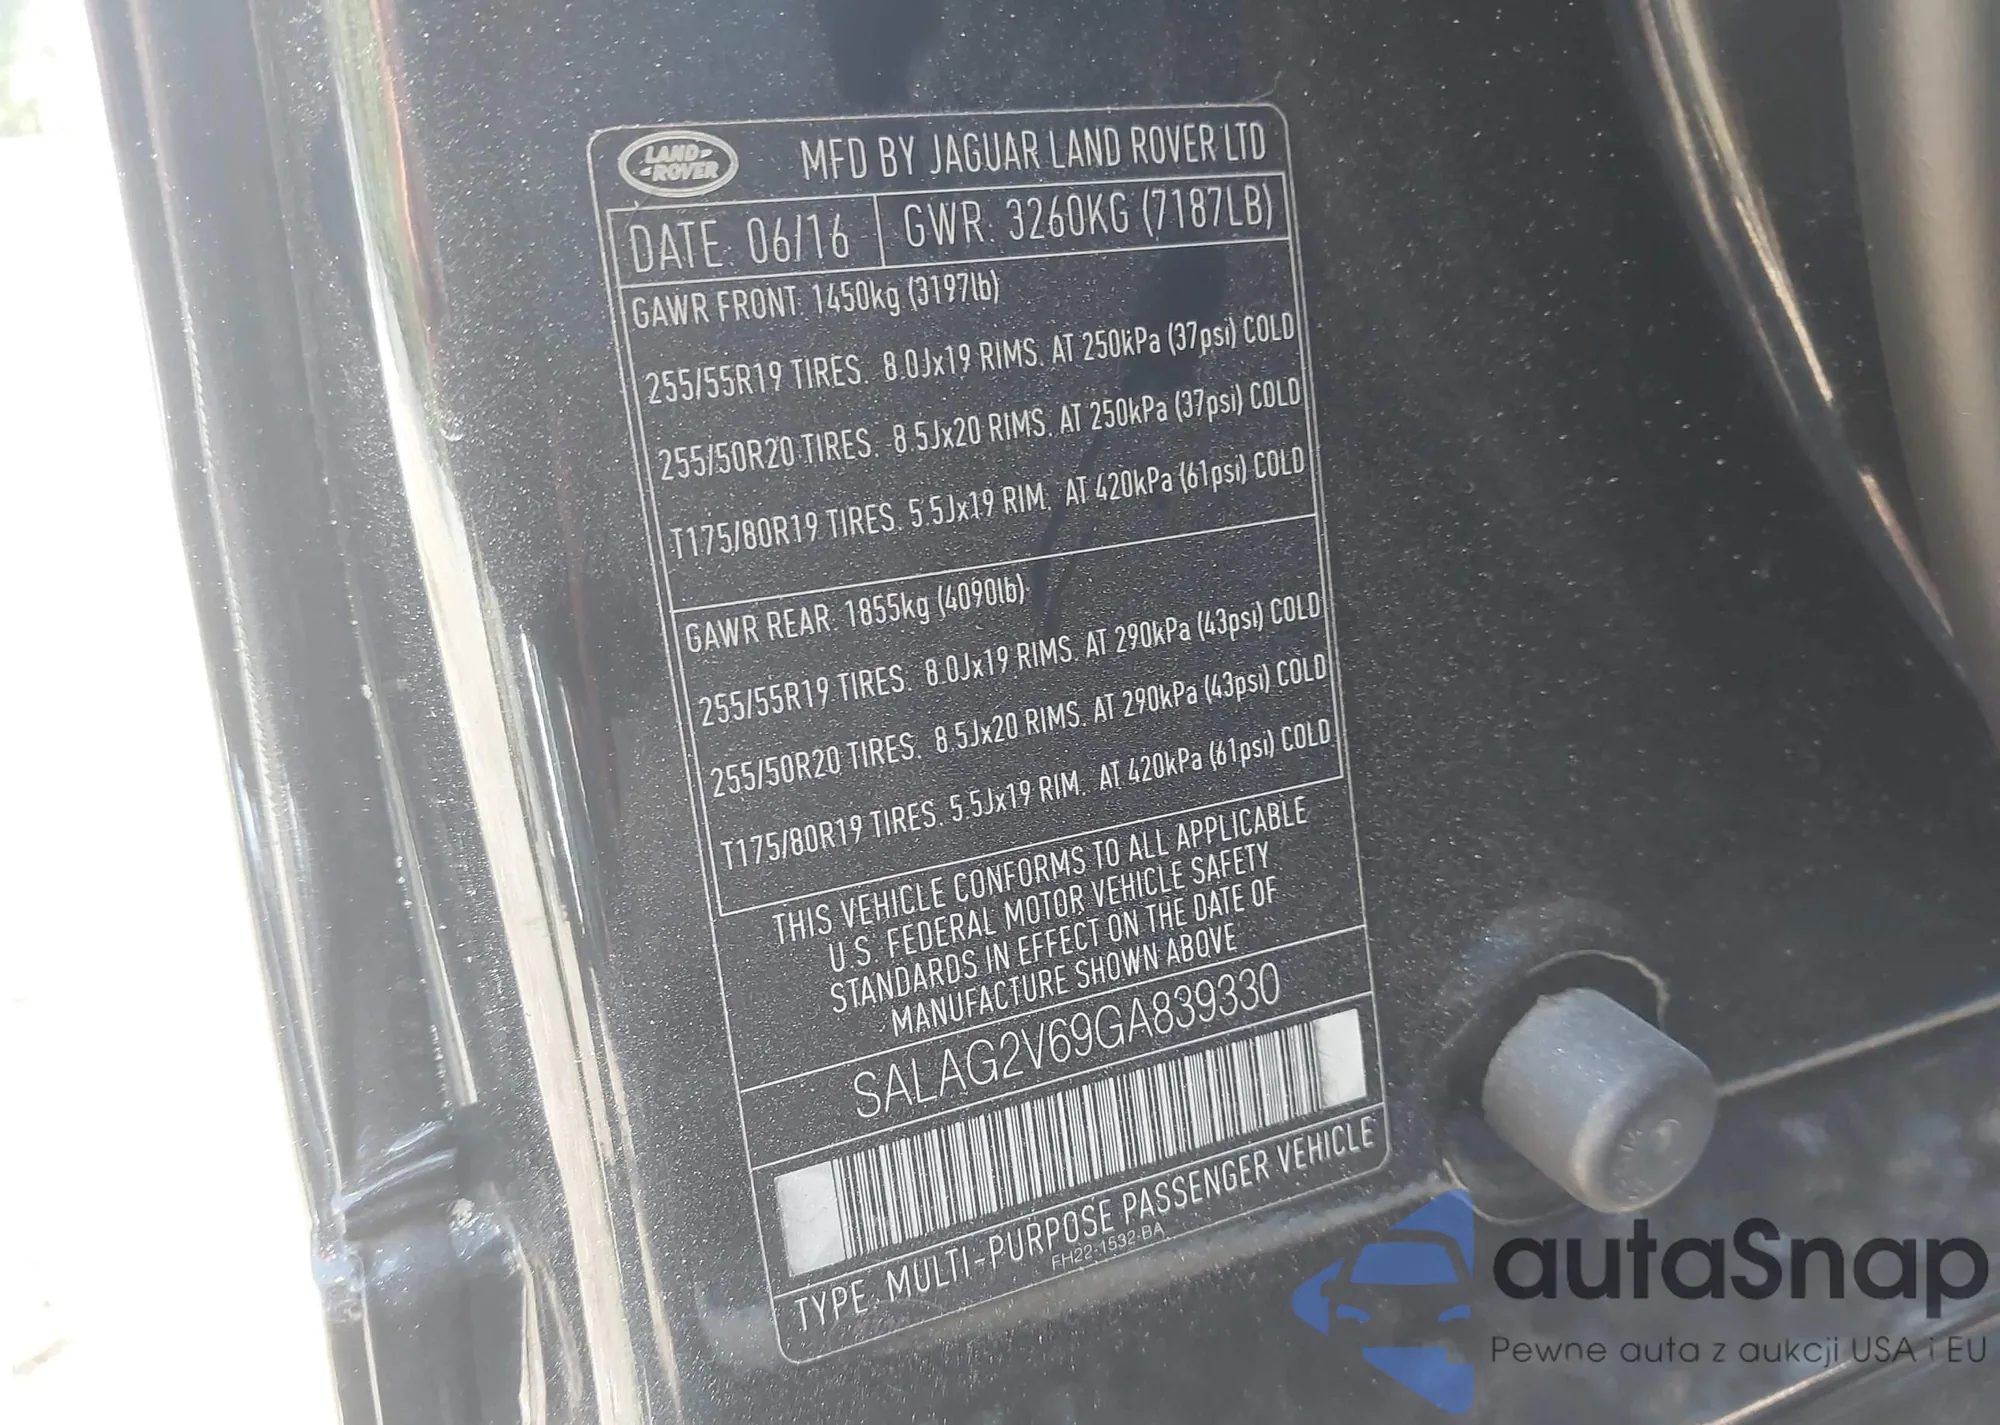 LAND-
-ROVER
MFD BY JAGUAR LAND ROVER LTD
DATE: 06/16 GWR: 3260KG (7187LB)
GAWR FRONT: 1450kg (3197lb)
255/55R19 TIRES. 8.0Jx19 RIMS. AT 250kPa (37psi) COLD
255/50R20 TIRES. 8.5Jx20 RIMS. AT 250kPa (37psi) COLD
T175/80R19 TIRES. 5.5Jx19 RIM. AT 420kPa (61psi) COLD
GAWR REAR: 1855kg (4090lb)
255/55R19 TIRES. 8.0Jx19 RIMS. AT 290kPa (43psi) COLD
255/50R20 TIRES. 8.5Jx20 RIMS. AT 290kPa (43psi) COLD
T175/80R19 TIRES. 5.5Jx19 RIM. AT 420kPa (61psi) COLD
THIS VEHICLE CONFORMS TO ALL APPLICABLE
U.S. FEDERAL MOTOR VEHICLE SAFETY
STANDARDS IN EFFECT ON THE DATE OF
MANUFACTURE SHOWN ABOVE
SALAG2V69GA839330
TYPE: MULTI-PURPOSE PASSENGER VEHICLE
FH22-1532-BA
autaSnap
Pewne auta z aukcji USA i EU